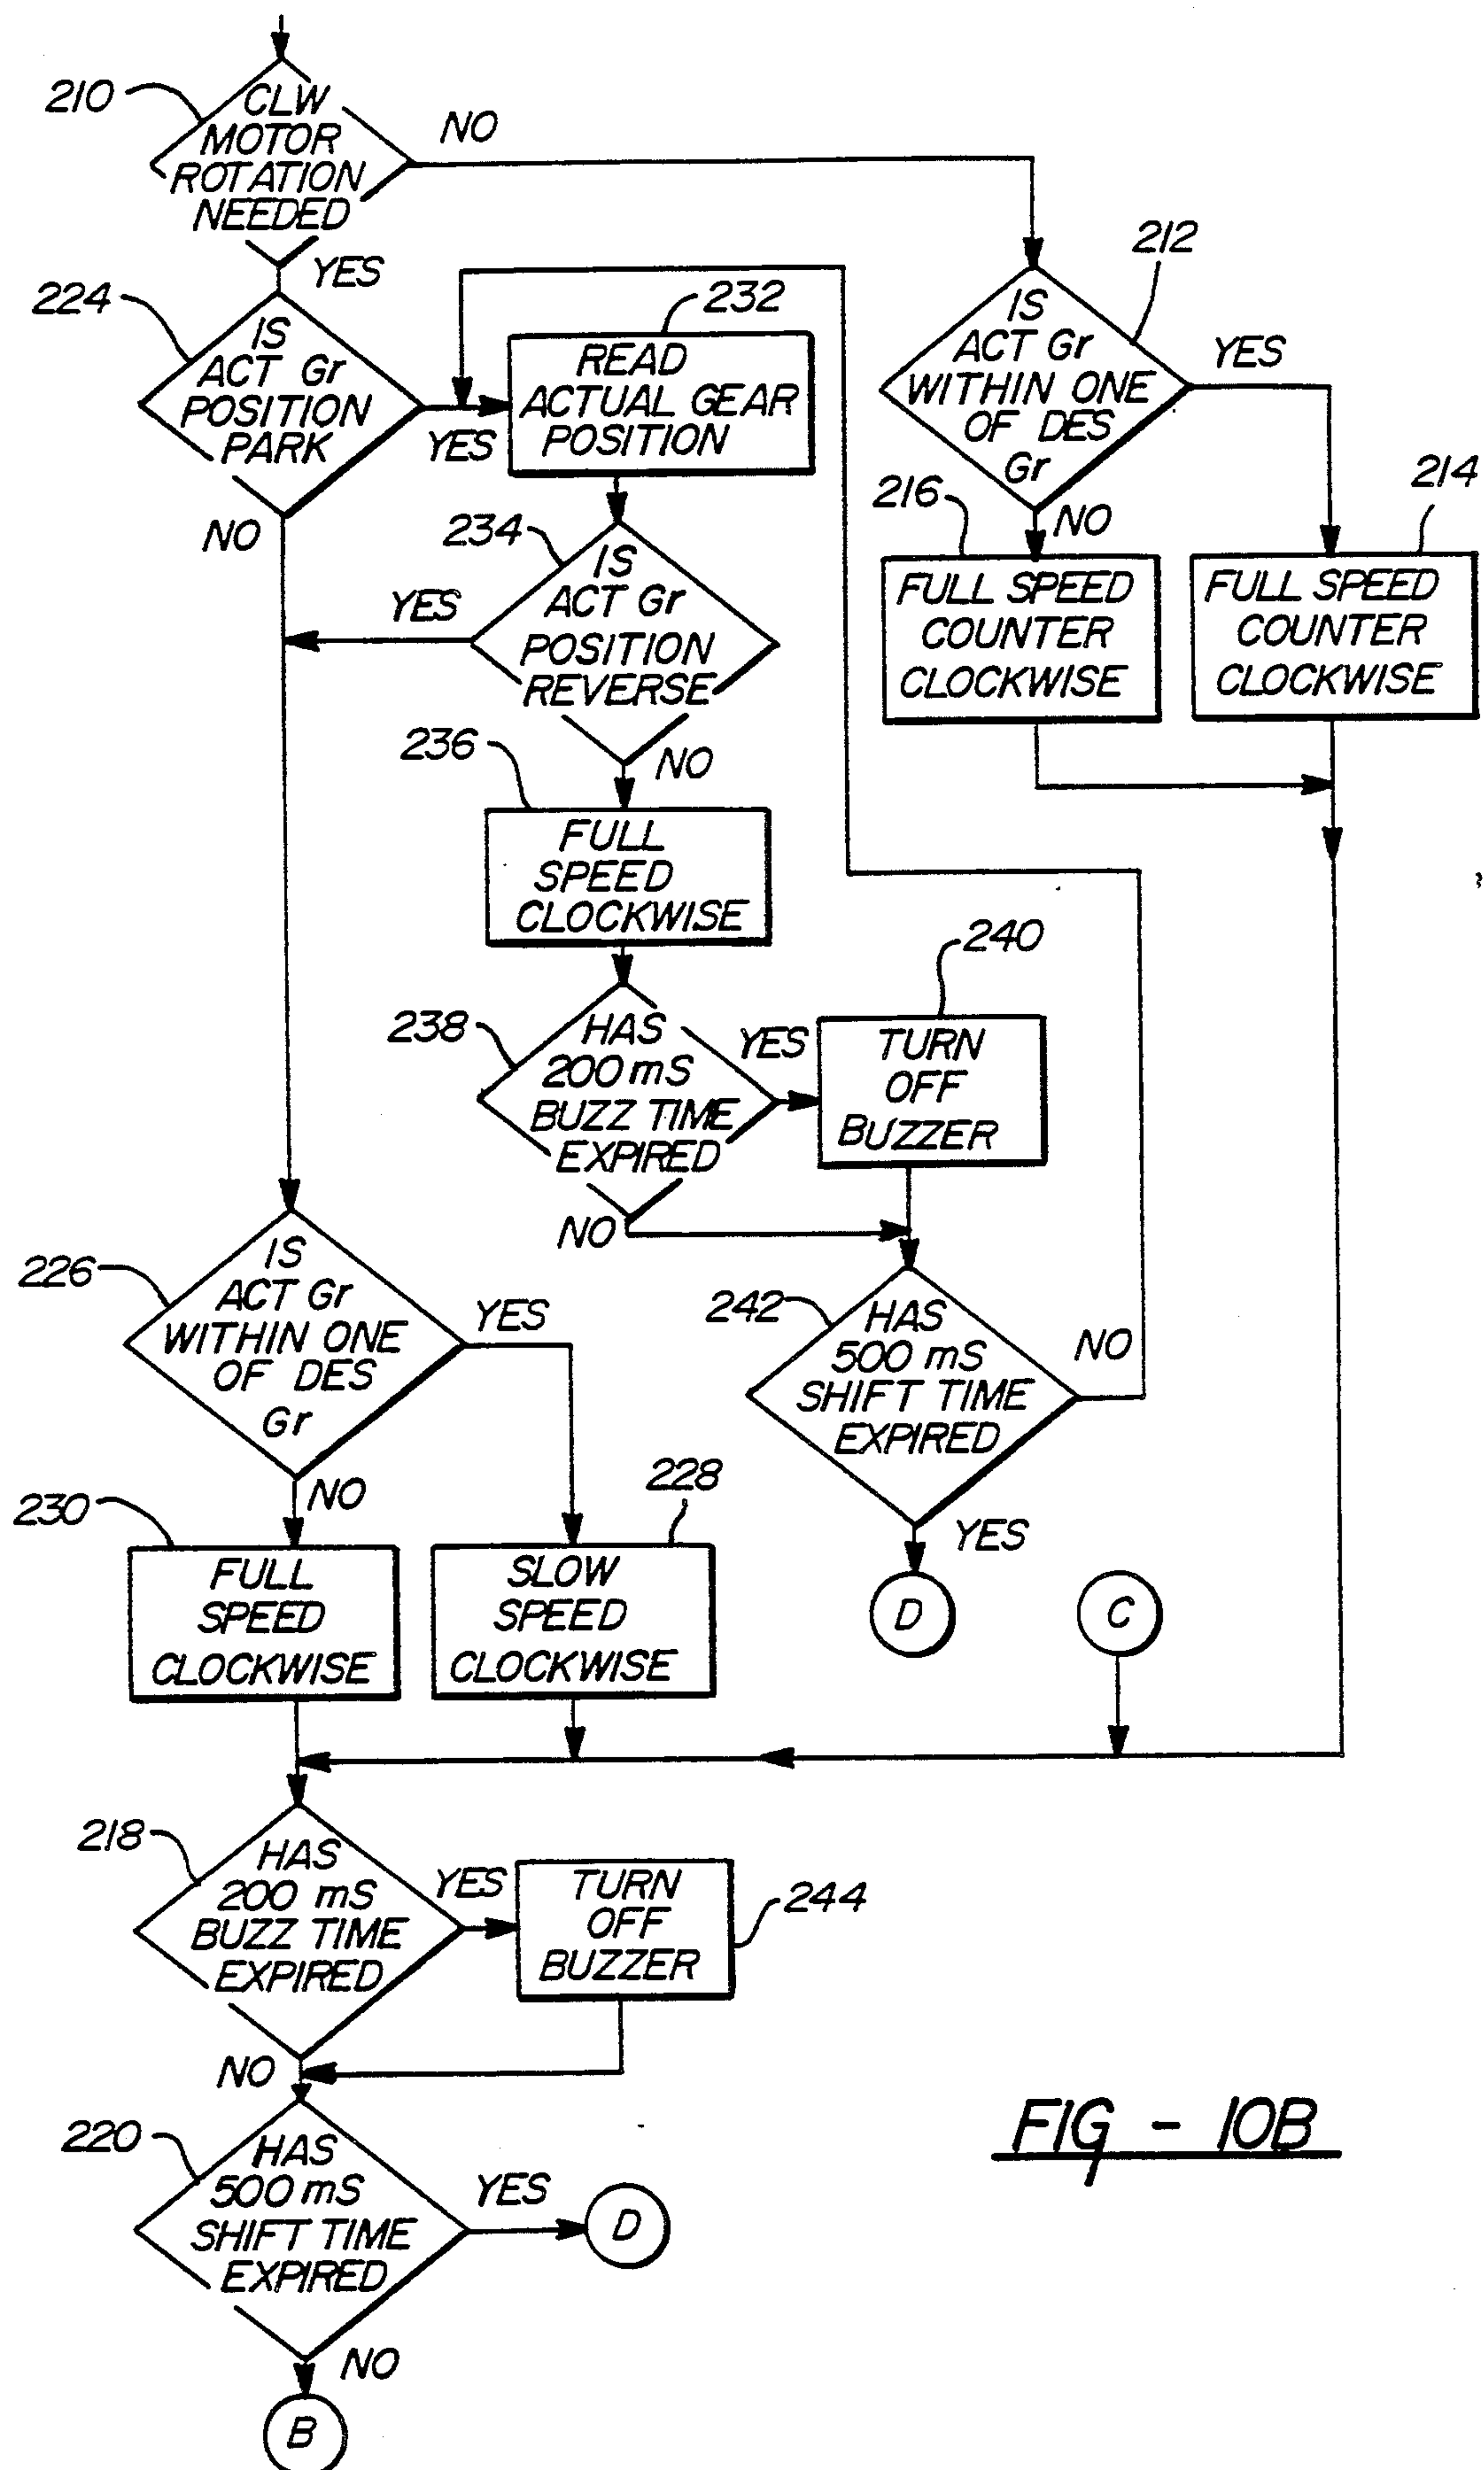 210
CLW
MOTOR
ROTATION
NEEDED
NO
YES
224
IS
ACT Gr
POSITION
PARK
YES
NO
232
READ
ACTUAL GEAR
POSITION
212
IS
ACT Gr
WITHIN ONE
OF DES
Gr
YES
NO
216
FULL SPEED
COUNTER
CLOCKWISE
214
FULL SPEED
COUNTER
CLOCKWISE
234
IS
ACT Gr
POSITION
REVERSE
YES
NO
236
FULL
SPEED
CLOCKWISE
238
HAS
200 mS
BUZZ TIME
EXPIRED
YES
NO
240
TURN
OFF
BUZZER
242
HAS
500 mS
SHIFT TIME
EXPIRED
NO
YES
D
C
226
IS
ACT Gr
WITHIN ONE
OF DES
Gr
YES
NO
230
FULL
SPEED
CLOCKWISE
228
SLOW
SPEED
CLOCKWISE
218
HAS
200 mS
BUZZ TIME
EXPIRED
YES
NO
TURN
OFF
BUZZER
244
220
HAS
500 mS
SHIFT TIME
EXPIRED
YES
D
NO
B
FIG - 10B